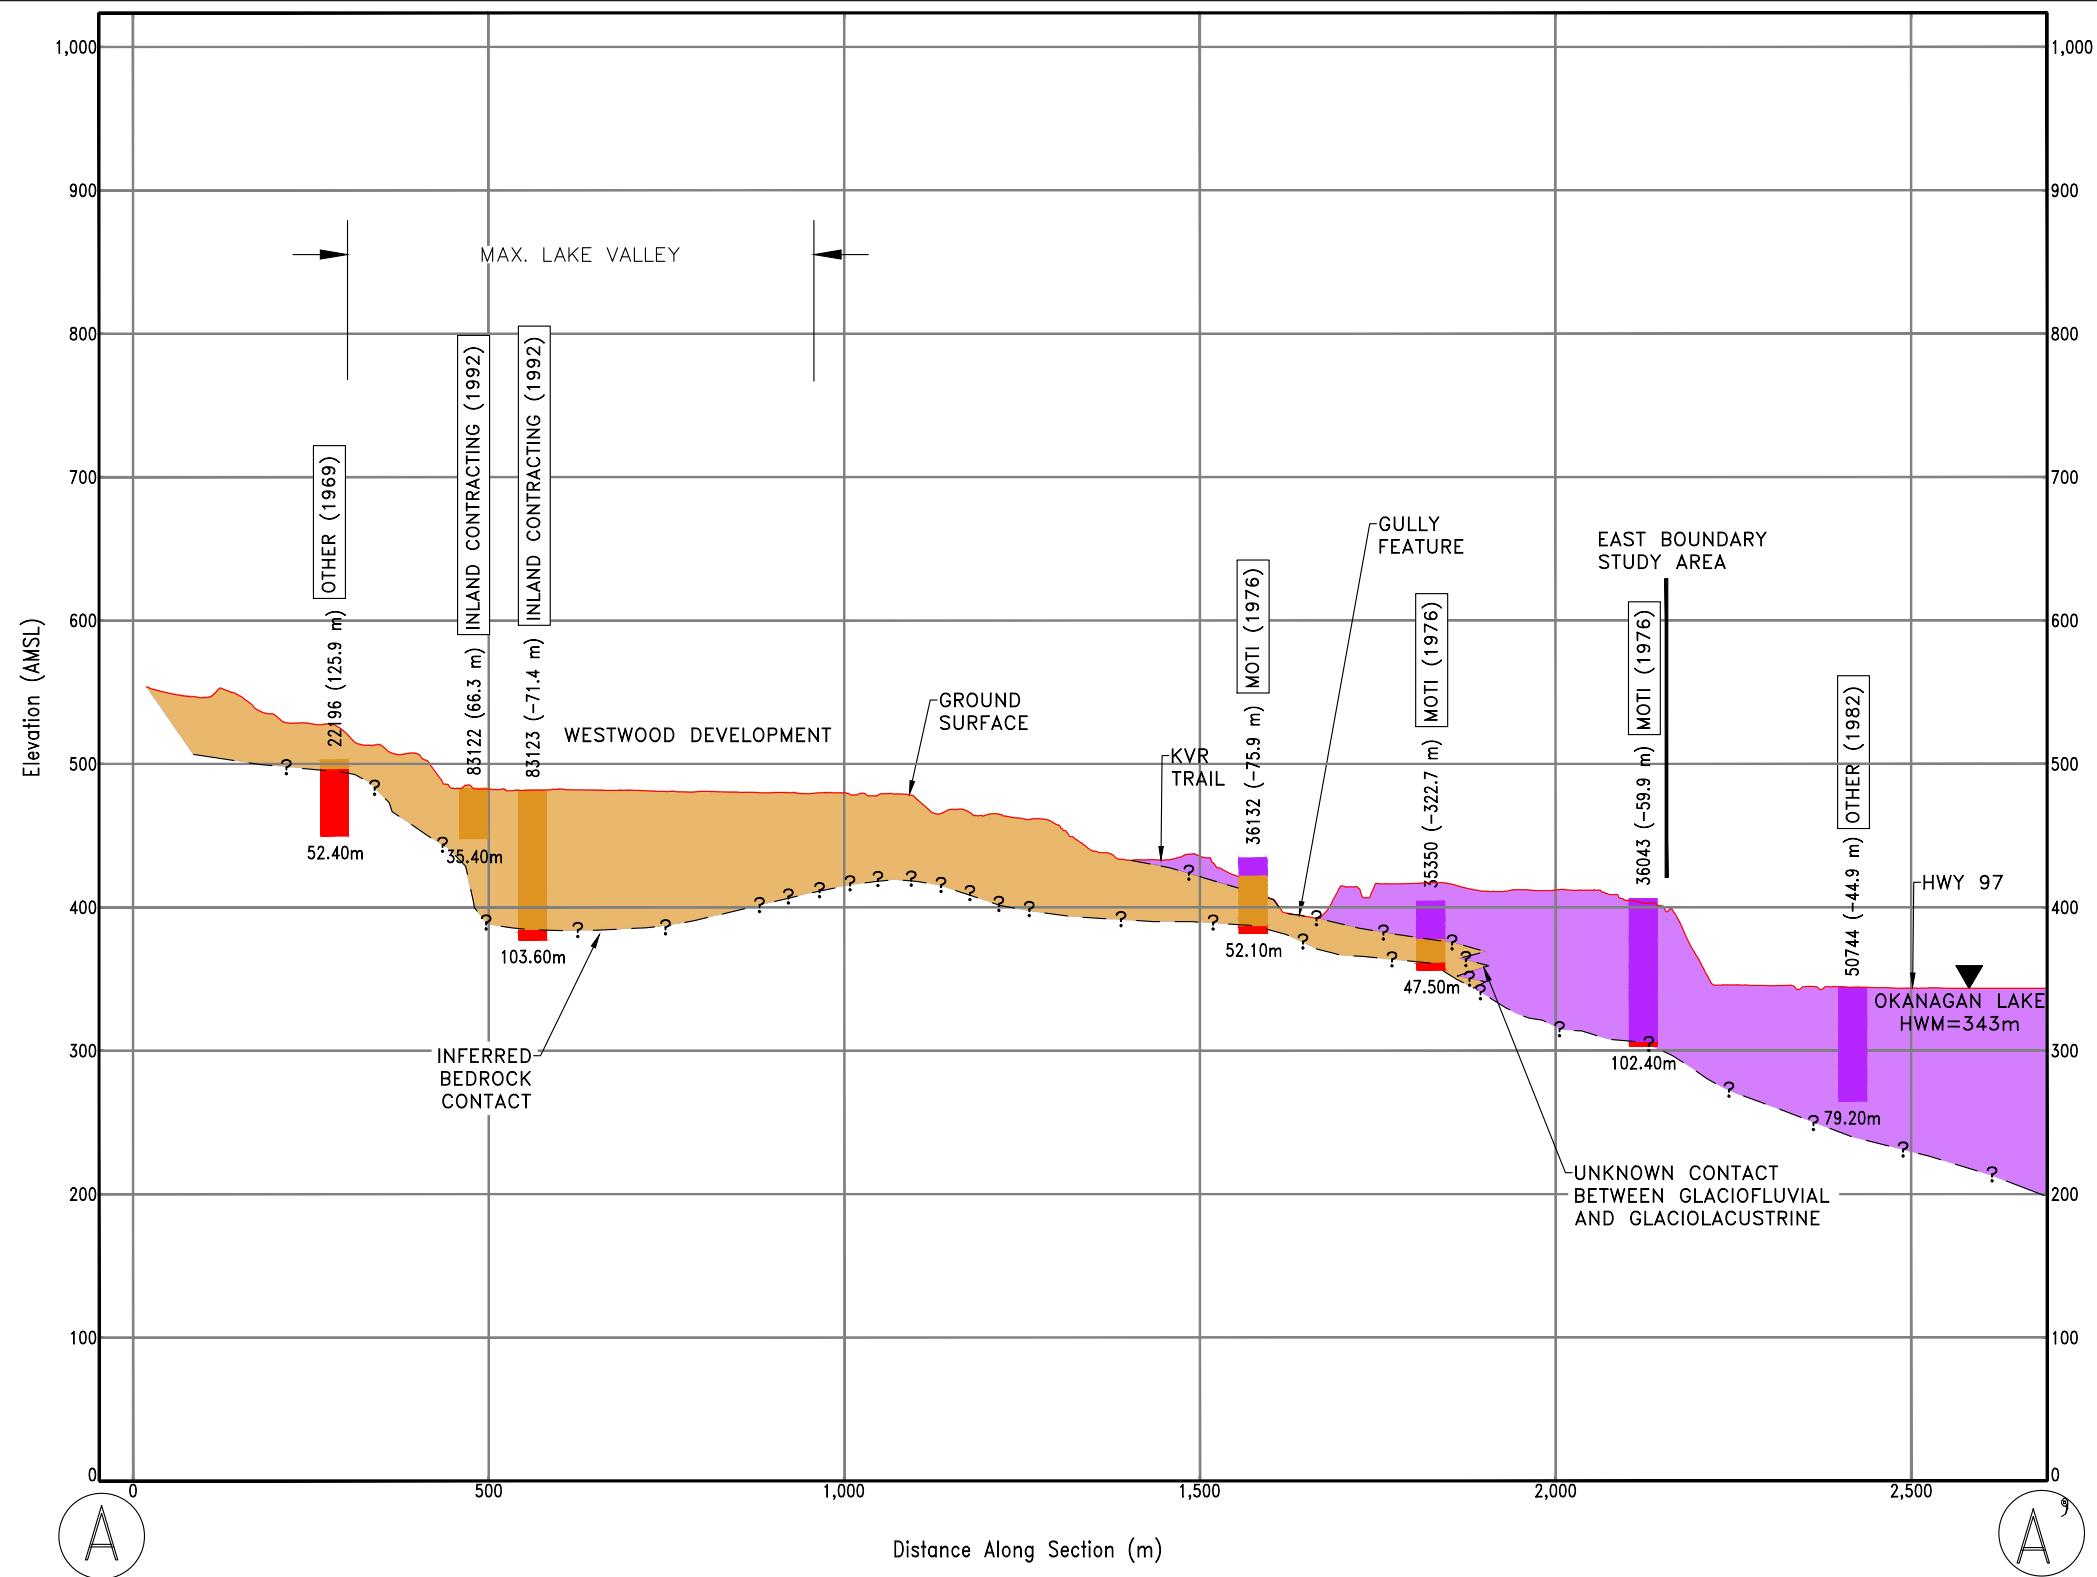 1,000
1,000
900
900
MAX. LAKE VALLEY
800
800
700
700
600
600
500
500
400
400
300
300
200
200
100
100
0
0
Elevation (AMSL)
22196 (125.9 m) OTHER (1969)
52.40m
83122 (66.3 m) INLAND CONTRACTING (1992)
35.40m
83123 (-71.4 m) INLAND CONTRACTING (1992)
103.60m
WESTWOOD DEVELOPMENT
GROUND
SURFACE
KVR
TRAIL
36132 (-75.9 m) MOTI (1976)
52.10m
GULLY
FEATURE
35350 (-322.7 m) MOTI (1976)
47.50m
EAST BOUNDARY
STUDY AREA
36043 (-59.9 m) MOTI (1976)
102.40m
50744 (-44.9 m) OTHER (1982)
79.20m
HWY 97
OKANAGAN LAKE
HWM=343m
INFERRED
BEDROCK
CONTACT
UNKNOWN CONTACT
BETWEEN GLACIOFLUVIAL
AND GLACIOLACUSTRINE
? ? ? ? ? ? ? ? ? ? ? ? ? ? ? ? ? ? ? ? ? ? ? ? ? ? ? ? ? ? ? ? ? ?
0
500
1,000
1,500
2,000
2,500
Distance Along Section (m)
A
A'